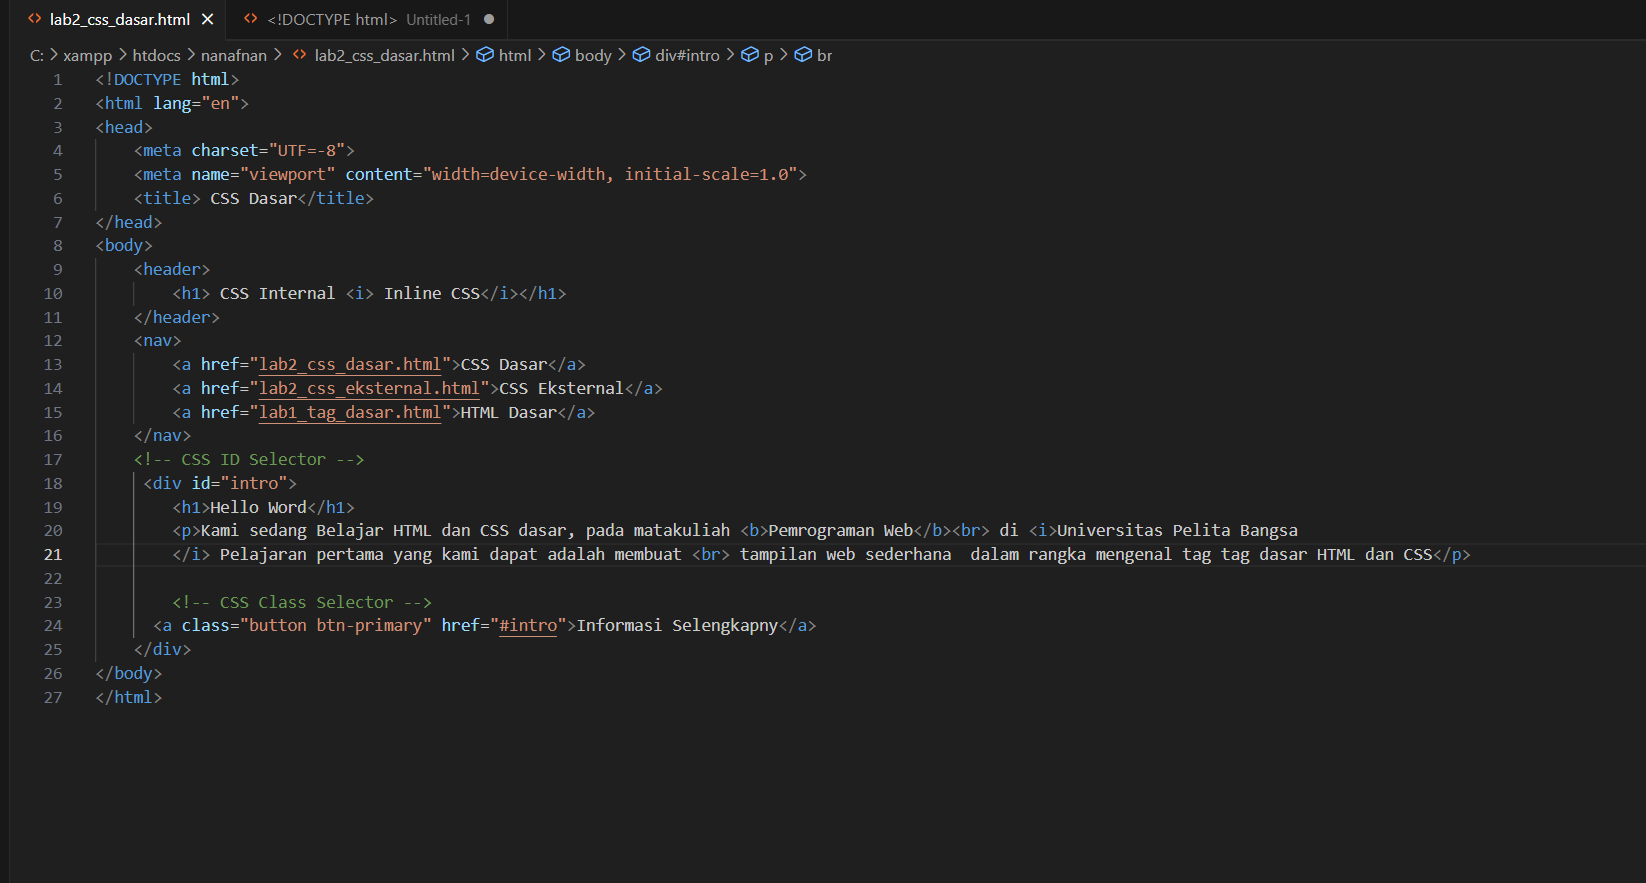 lab2_css_dasar.html
<!DOCTYPE html> Untitled-1
C: > xampp > htdocs > nanafnan > lab2_css_dasar.html > html > body > div#intro > p > br
1 <!DOCTYPE html>
2 <html lang="en">
3 <head>
4 <meta charset="UTF=-8">
5 <meta name="viewport" content="width=device-width, initial-scale=1.0">
6 <title> CSS Dasar</title>
7 </head>
8 <body>
9 <header>
10 <h1> CSS Internal <i> Inline CSS</i></h1>
11 </header>
12 <nav>
13 <a href="lab2_css_dasar.html">CSS Dasar</a>
14 <a href="lab2_css_eksternal.html">CSS Eksternal</a>
15 <a href="lab1_tag_dasar.html">HTML Dasar</a>
16 </nav>
17 <!-- CSS ID Selector -->
18 <div id="intro">
19 <h1>Hello Word</h1>
20 <p>Kami sedang Belajar HTML dan CSS dasar, pada matakuliah <b>Pemrograman Web</b><br> di <i>Universitas Pelita Bangsa
21 </i> Pelajaran pertama yang kami dapat adalah membuat <br> tampilan web sederhana  dalam rangka mengenal tag tag dasar HTML dan CSS</p>
22
23 <!-- CSS Class Selector -->
24 <a class="button btn-primary" href="#intro">Informasi Selengkapny</a>
25 </div>
26 </body>
27 </html>